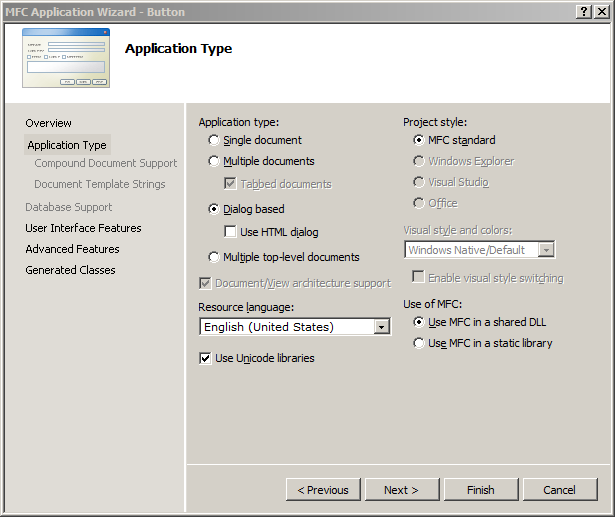 MFC Application Wizard - Button
Application Type
Overview
Application Type
Compound Document Support
Document Template Strings
Database Support
User Interface Features
Advanced Features
Generated Classes
Application type:
Single document
Multiple documents
Tabbed documents
Dialog based
Use HTML dialog
Multiple top-level documents
Document/View architecture support
Resource language:
English (United States)
Use Unicode libraries
Project style:
MFC standard
Windows Explorer
Visual Studio
Office
Visual style and colors:
Windows Native/Default
Enable visual style switching
Use of MFC:
Use MFC in a shared DLL
Use MFC in a static library
< Previous
Next >
Finish
Cancel